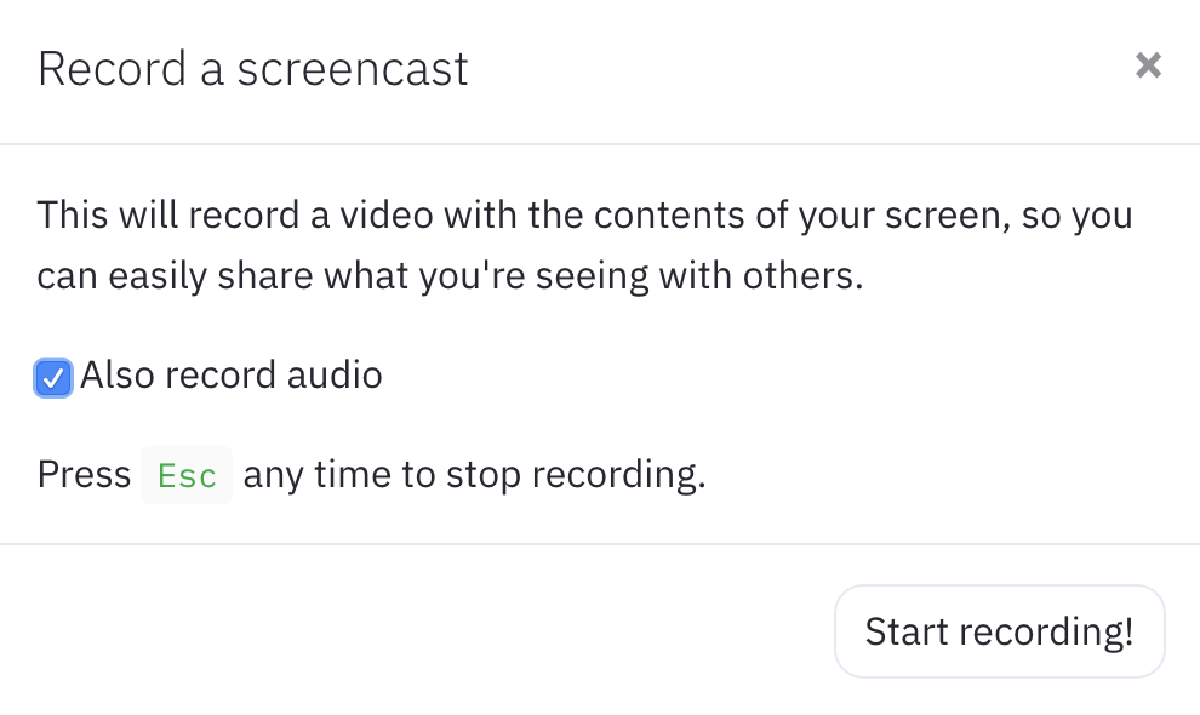 Record a screencast
This will record a video with the contents of your screen, so you
can easily share what you're seeing with others.
Also record audio
Press Esc any time to stop recording.
Start recording!